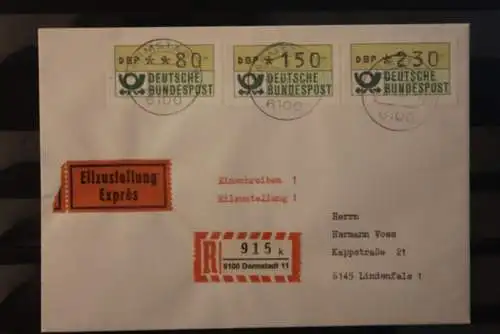 DBP * * 80
DEUTSCHE
BUNDESPOST
DBP * 150
DEUTSCHE
BUNDESPOST
DBP * 230
DEUTSCHE
BUNDESPOST
6100
6100
6100
Eilzustellung
Exprès
Einschreiben !
Eilzustellung !
R
915 k
6100 Darmstadt 11
Herrn
Hermann Voss
Kappstraße 21
6145 Lindenfels 1